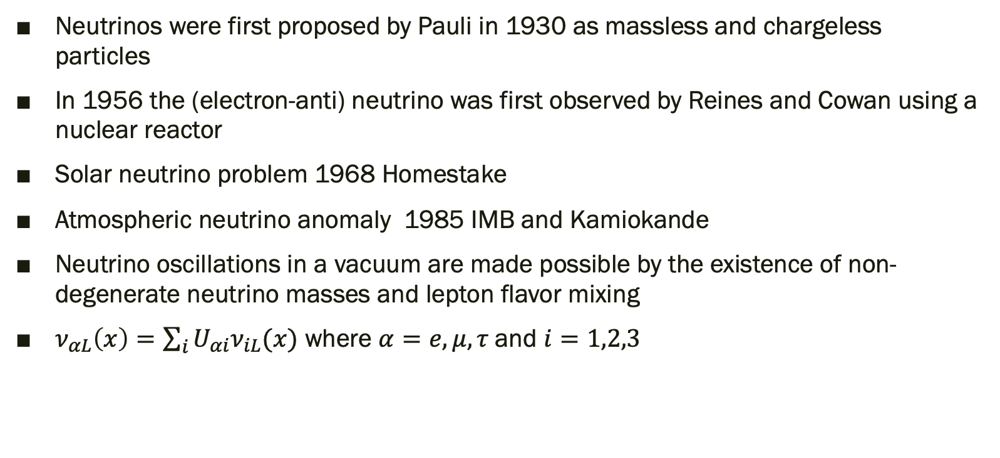 ■ Neutrinos were first proposed by Pauli in 1930 as massless and chargeless
particles
■ In 1956 the (electron-anti) neutrino was first observed by Reines and Cowan using a
nuclear reactor
■ Solar neutrino problem 1968 Homestake
■ Atmospheric neutrino anomaly  1985 IMB and Kamiokande
■ Neutrino oscillations in a vacuum are made possible by the existence of non-
degenerate neutrino masses and lepton flavor mixing
■ $\nu_{\alpha L}(x) = \sum_i U_{\alpha i} \nu_{iL}(x)$ where $\alpha = e, \mu, \tau$ and $i = 1,2,3$